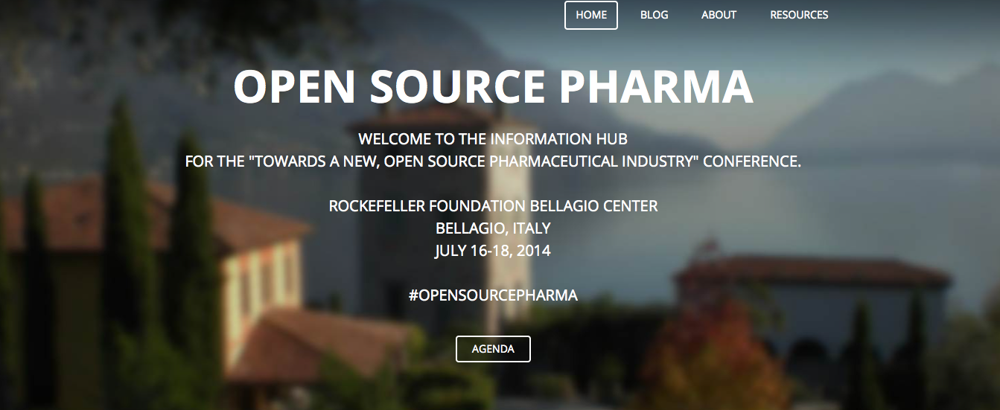 HOME BLOG ABOUT RESOURCES
OPEN SOURCE PHARMA
WELCOME TO THE INFORMATION HUB
FOR THE "TOWARDS A NEW, OPEN SOURCE PHARMACEUTICAL INDUSTRY" CONFERENCE.
ROCKEFELLER FOUNDATION BELLAGIO CENTER
BELLAGIO, ITALY
JULY 16-18, 2014
#OPENSOURCEPHARMA
AGENDA